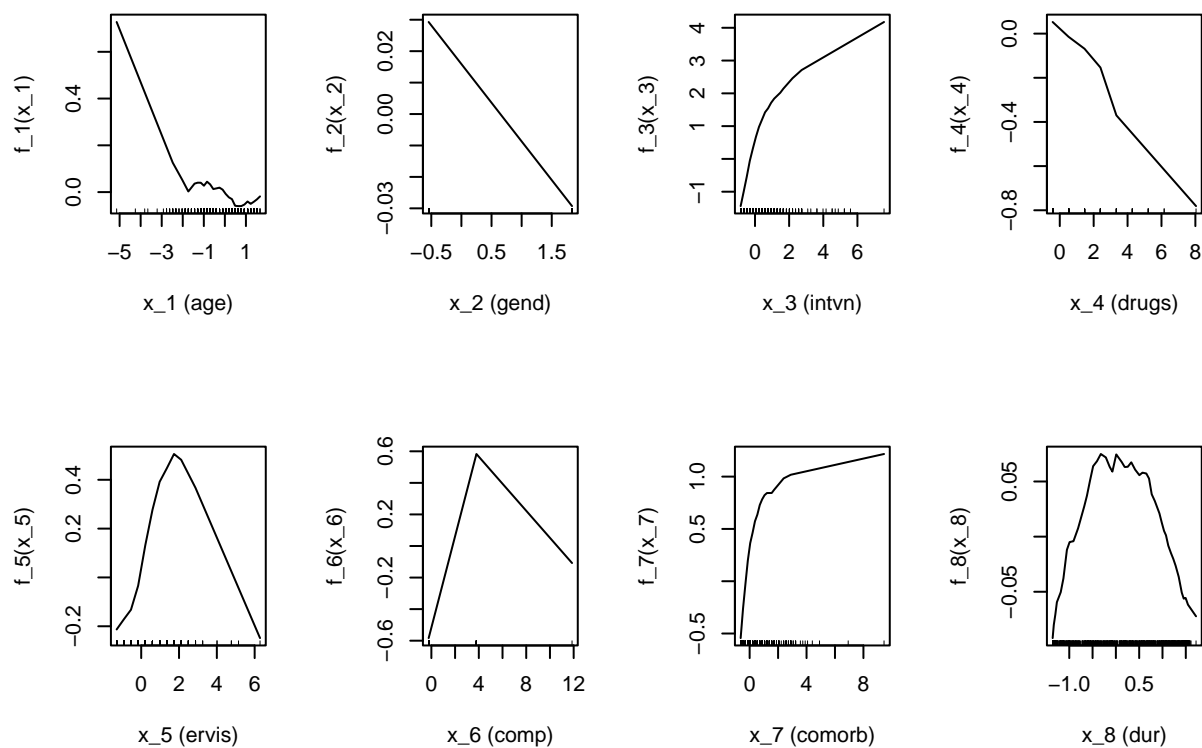 f_1(x_1)
0.0 0.4
−5 −3 −1 1
x_1 (age)
f_2(x_2)
−0.03 0.00 0.02
−0.5 0.5 1.5
x_2 (gend)
f_3(x_3)
−1 1 2 3 4
0 2 4 6
x_3 (intvn)
f_4(x_4)
−0.8 −0.4 0.0
0 2 4 6 8
x_4 (drugs)
f_5(x_5)
−0.2 0.2 0.4
0 2 4 6
x_5 (ervis)
f_6(x_6)
−0.6 −0.2 0.2 0.6
0 4 8 12
x_6 (comp)
f_7(x_7)
−0.5 0.5 1.0
0 2 4 8
x_7 (comorb)
f_8(x_8)
−0.05 0.05
−1.0 0.5
x_8 (dur)